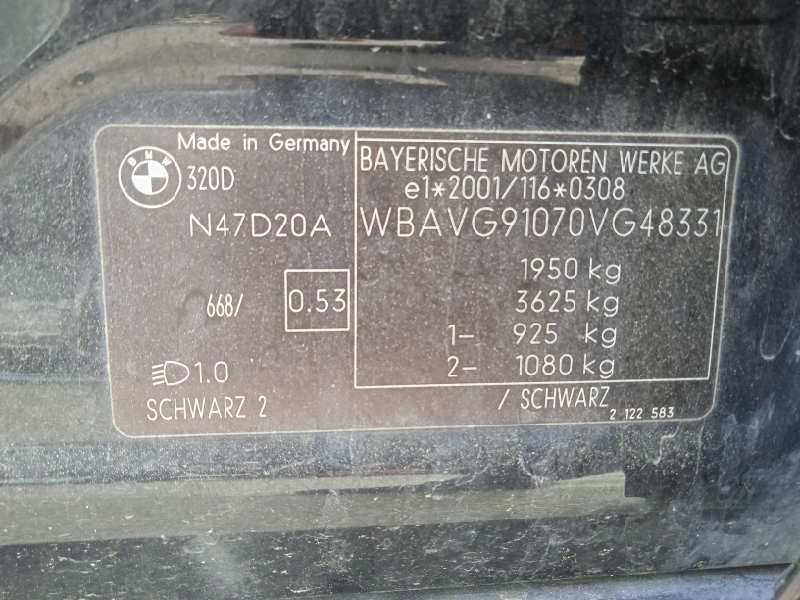 Made in Germany
BMW
320D
N47D20A
668/ 0.53
1.0
SCHWARZ 2
BAYERISCHE MOTOREN WERKE AG
e1*2001/116*0308
WBAVG91070VG48331
1950 kg
3625 kg
1- 925 kg
2- 1080 kg
/ SCHWARZ
2 122 583